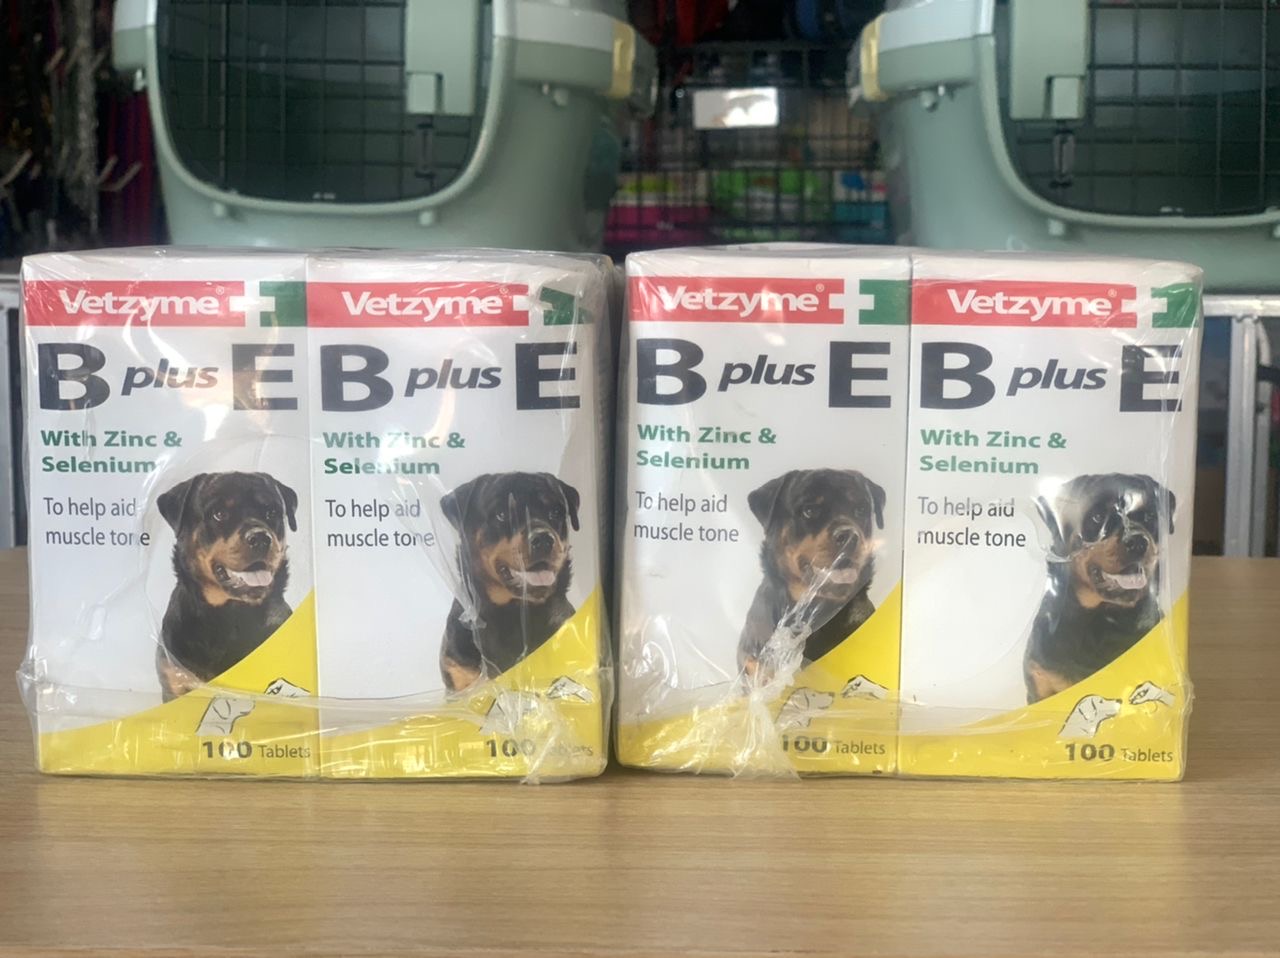 Vetzyme®
B plus E
With Zinc &
Selenium
To help aid
muscle tone
100 Tablets
Vetzyme®
B plus E
With Zinc &
Selenium
To help aid
muscle tone
100 Tablets
Vetzyme®
B plus E
With Zinc &
Selenium
To help aid
muscle tone
100 Tablets
Vetzyme®
B plus E
With Zinc &
Selenium
To help aid
muscle tone
100 Tablets